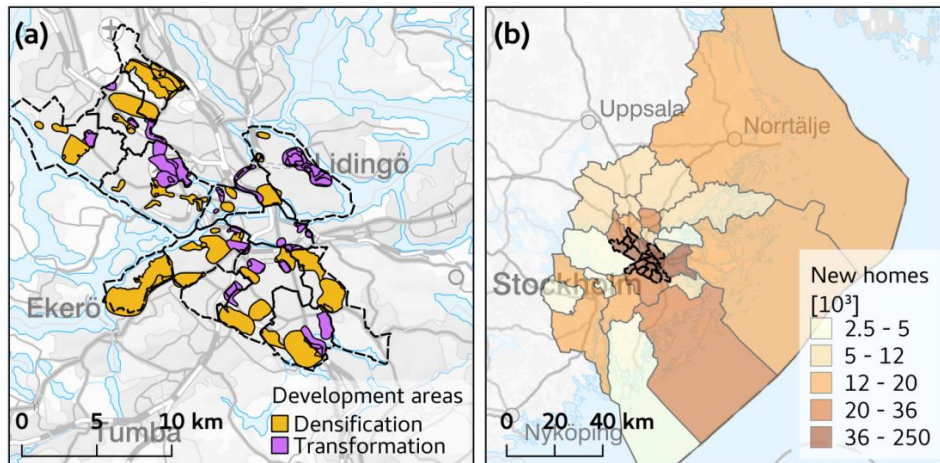 (a)
Lidingö
Ekerö
Tumba
0 5 10 km
Development areas
Densification
Transformation
(b)
Uppsala
Norrtälje
Stockholm
Nyköping
0 20 40 km
New homes
[10³]
2.5 - 5
5 - 12
12 - 20
20 - 36
36 - 250